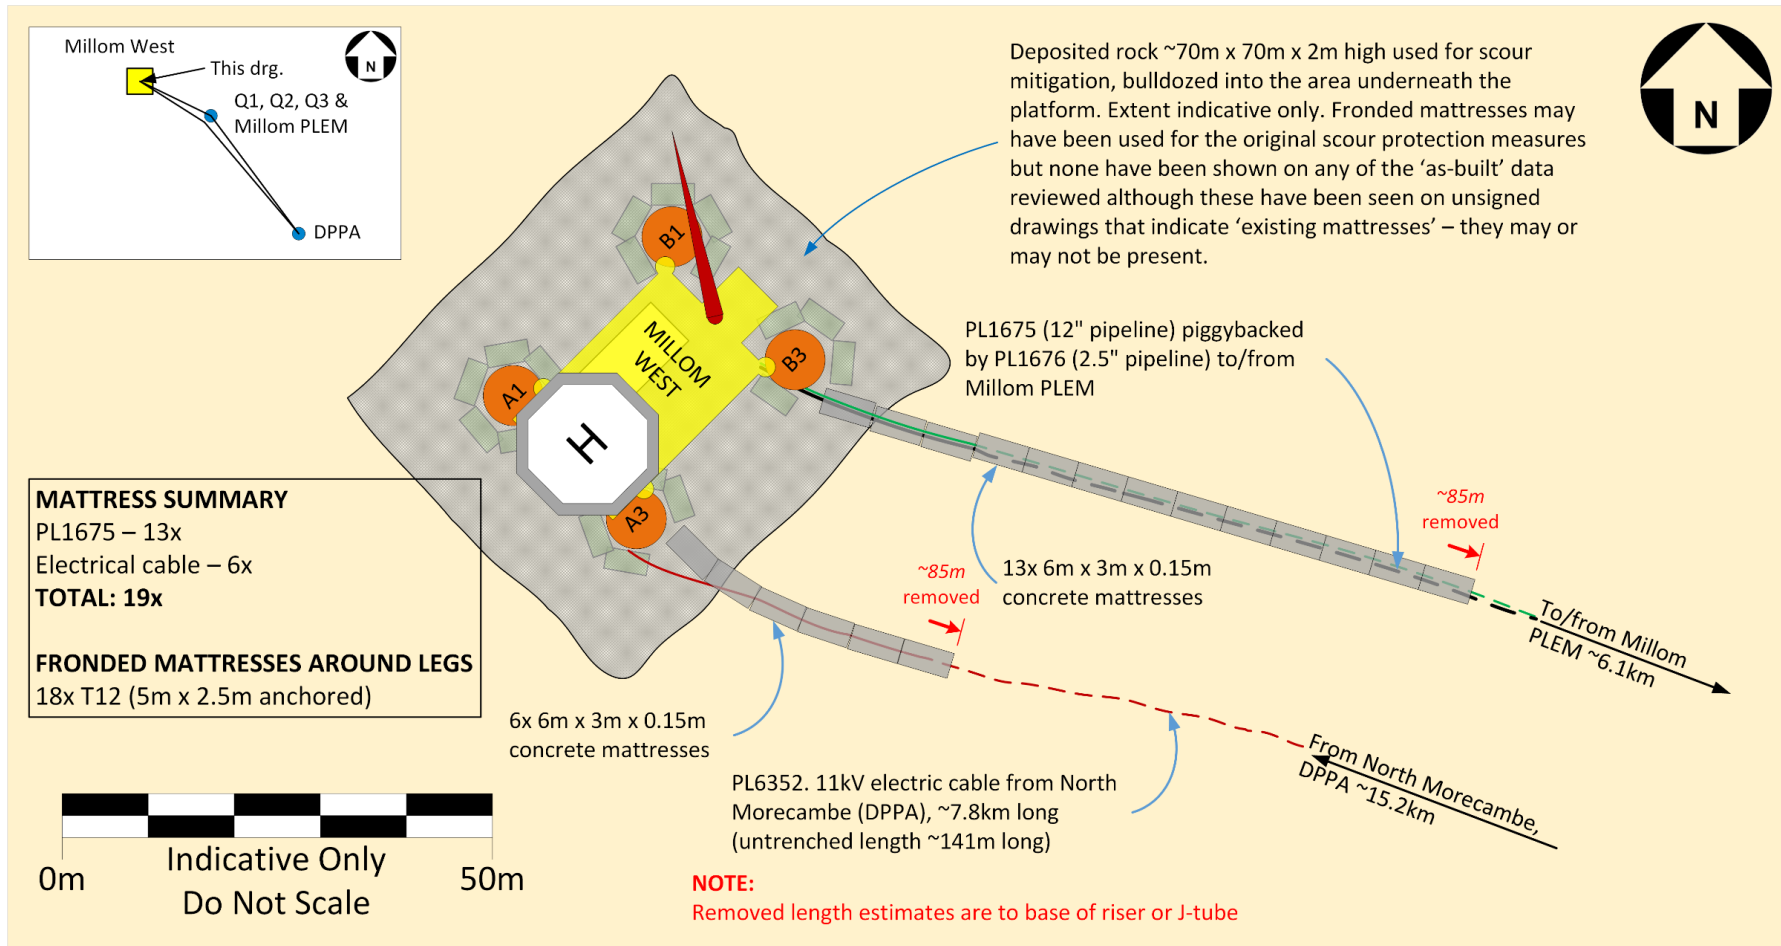 Millom West
This drg.
N
Q1, Q2, Q3 &
Millom PLEM
DPPA
Deposited rock ~70m x 70m x 2m high used for scour
mitigation, bulldozed into the area underneath the
platform. Extent indicative only. Fronded mattresses may
have been used for the original scour protection measures
but none have been shown on any of the ‘as-built’ data
reviewed although these have been seen on unsigned
drawings that indicate ‘existing mattresses’ – they may or
may not be present.
N
B1
MILLOM
WEST
B3
A1
H
A3
PL1675 (12" pipeline) piggybacked
by PL1676 (2.5" pipeline) to/from
Millom PLEM
MATTRESS SUMMARY
PL1675 – 13x
Electrical cable – 6x
TOTAL: 19x
FRONDED MATTRESSES AROUND LEGS
18x T12 (5m x 2.5m anchored)
~85m
removed
13x 6m x 3m x 0.15m
concrete mattresses
~85m
removed
To/from Millom
PLEM ~6.1km
6x 6m x 3m x 0.15m
concrete mattresses
From North Morecambe,
DPPA ~15.2km
PL6352. 11kV electric cable from North
Morecambe (DPPA), ~7.8km long
(untrenched length ~141m long)
Indicative Only
Do Not Scale
0m
50m
NOTE:
Removed length estimates are to base of riser or J-tube